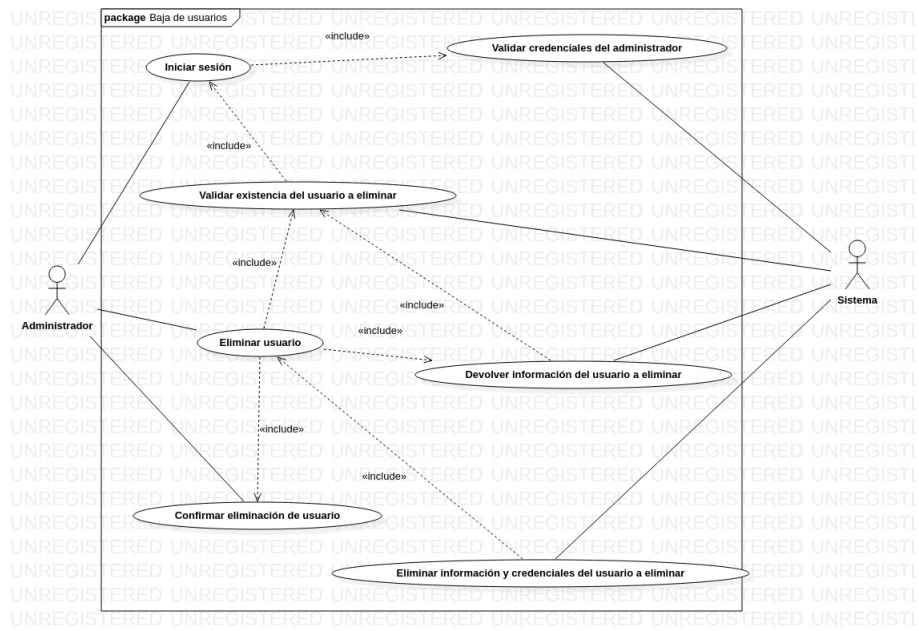 package Baja de usuarios
«include»
Validar credenciales del administrador
Iniciar sesión
«include»
Validar existencia del usuario a eliminar
«include»
Administrador
Sistema
«include»
«include»
Eliminar usuario
Devolver información del usuario a eliminar
«include»
«include»
Confirmar eliminación de usuario
Eliminar información y credenciales del usuario a eliminar
UNREGISTERED